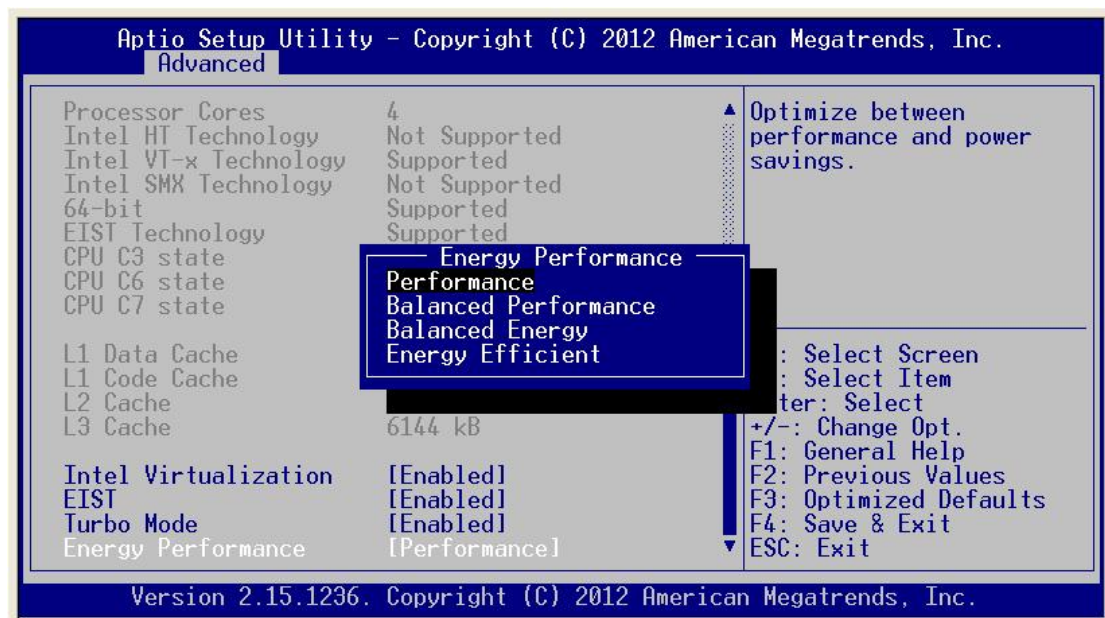 Aptio Setup Utility - Copyright (C) 2012 American Megatrends, Inc.
Advanced
Processor Cores 4
Intel HT Technology Not Supported
Intel VT-x Technology Supported
Intel SMX Technology Not Supported
64-bit Supported
EIST Technology Supported
CPU C3 state
CPU C6 state
CPU C7 state
L1 Data Cache
L1 Code Cache
L2 Cache
L3 Cache 6144 kB
Intel Virtualization [Enabled]
EIST [Enabled]
Turbo Mode [Enabled]
Energy Performance [Performance]
Energy Performance
Performance
Balanced Performance
Balanced Energy
Energy Efficient
Optimize between
performance and power
savings.
: Select Screen
: Select Item
ter: Select
+/-: Change Opt.
F1: General Help
F2: Previous Values
F3: Optimized Defaults
F4: Save & Exit
ESC: Exit
Version 2.15.1236. Copyright (C) 2012 American Megatrends, Inc.